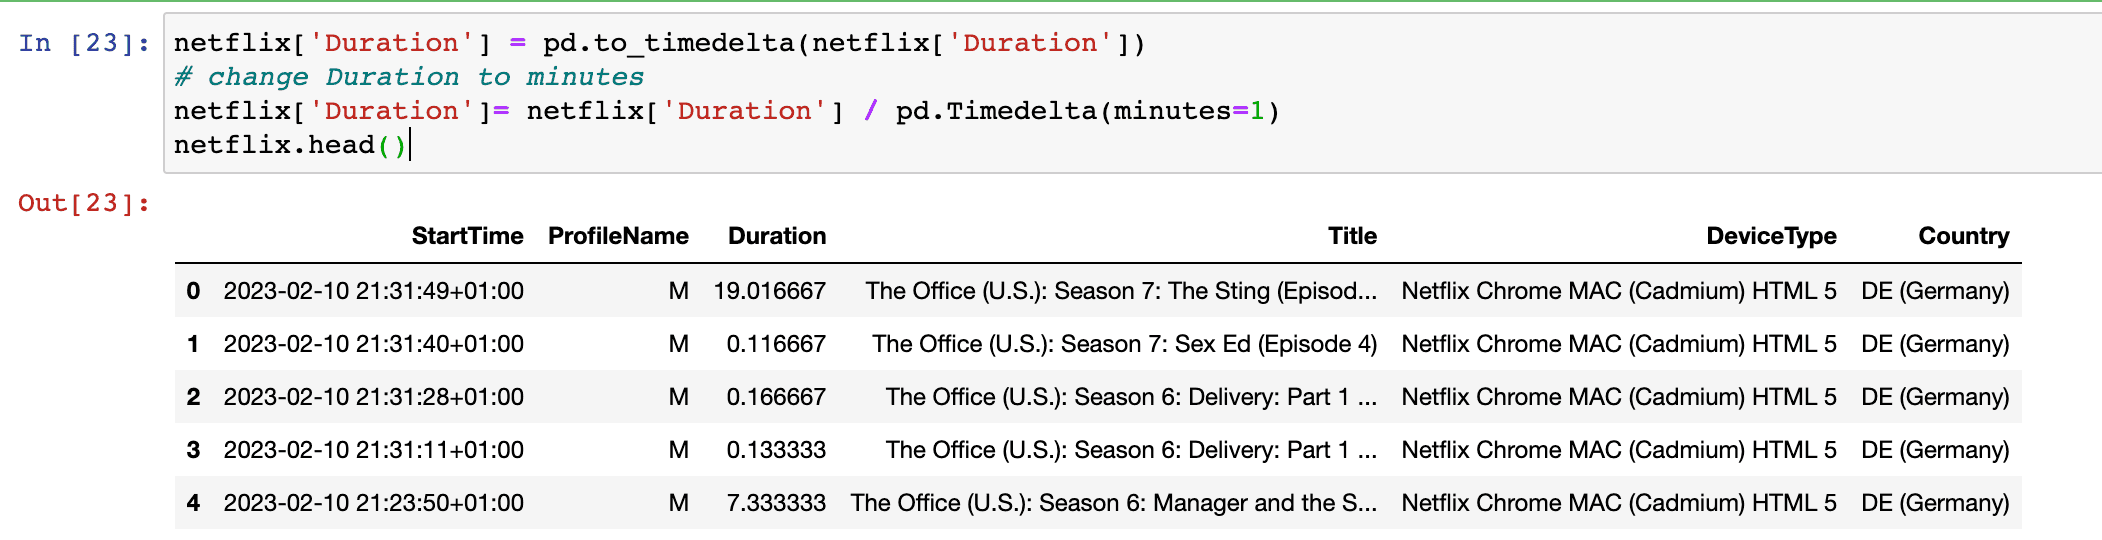 In [23]: netflix['Duration'] = pd.to_timedelta(netflix['Duration'])
# change Duration to minutes
netflix['Duration']= netflix['Duration'] / pd.Timedelta(minutes=1)
netflix.head()
Out[23]:
StartTime ProfileName Duration Title DeviceType Country
0 2023-02-10 21:31:49+01:00 M 19.016667 The Office (U.S.): Season 7: The Sting (Episod... Netflix Chrome MAC (Cadmium) HTML 5 DE (Germany)
1 2023-02-10 21:31:40+01:00 M 0.116667 The Office (U.S.): Season 7: Sex Ed (Episode 4) Netflix Chrome MAC (Cadmium) HTML 5 DE (Germany)
2 2023-02-10 21:31:28+01:00 M 0.166667 The Office (U.S.): Season 6: Delivery: Part 1 ... Netflix Chrome MAC (Cadmium) HTML 5 DE (Germany)
3 2023-02-10 21:31:11+01:00 M 0.133333 The Office (U.S.): Season 6: Delivery: Part 1 ... Netflix Chrome MAC (Cadmium) HTML 5 DE (Germany)
4 2023-02-10 21:23:50+01:00 M 7.333333 The Office (U.S.): Season 6: Manager and the S... Netflix Chrome MAC (Cadmium) HTML 5 DE (Germany)